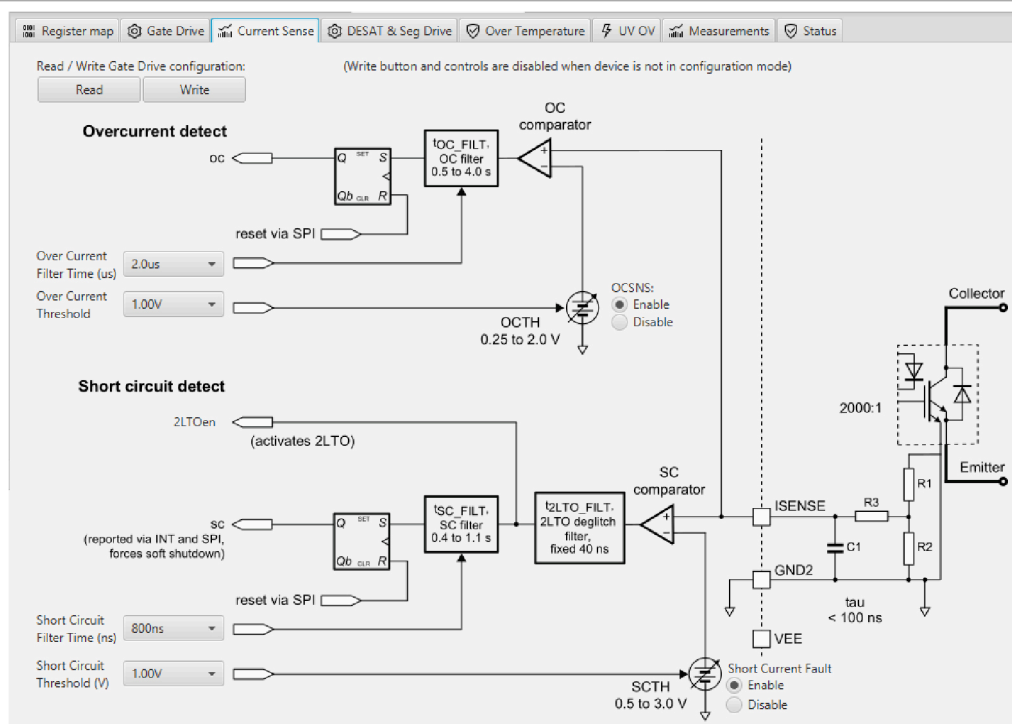 Register map
Gate Drive
Current Sense
DESAT & Seg Drive
Over Temperature
UV OV
Measurements
Status
Read / Write Gate Drive configuration:
(Write button and controls are disabled when device is not in configuration mode)
Read
Write
Overcurrent detect
OC
comparator
OC
Q SET S
Qb CLR R
tOC_FILT,
OC filter
0.5 to 4.0 s
+
−
reset via SPI
Over Current
Filter Time (us)
2.0us
Over Current
Threshold
1.00V
OCTH
0.25 to 2.0 V
OCSNS:
Enable
Disable
Collector
2000:1
Emitter
Short circuit detect
2LTOen
(activates 2LTO)
SC
comparator
SC
(reported via INT and SPI,
forces soft shutdown)
Q SET S
Qb CLR R
tSC_FILT,
SC filter
0.4 to 1.1 s
t2LTO_FILT,
2LTO deglitch
filter,
fixed 40 ns
+
−
ISENSE
R3
R1
R2
C1
GND2
tau
< 100 ns
VEE
reset via SPI
Short Circuit
Filter Time (ns)
800ns
Short Circuit
Threshold (V)
1.00V
SCTH
0.5 to 3.0 V
Short Current Fault
Enable
Disable